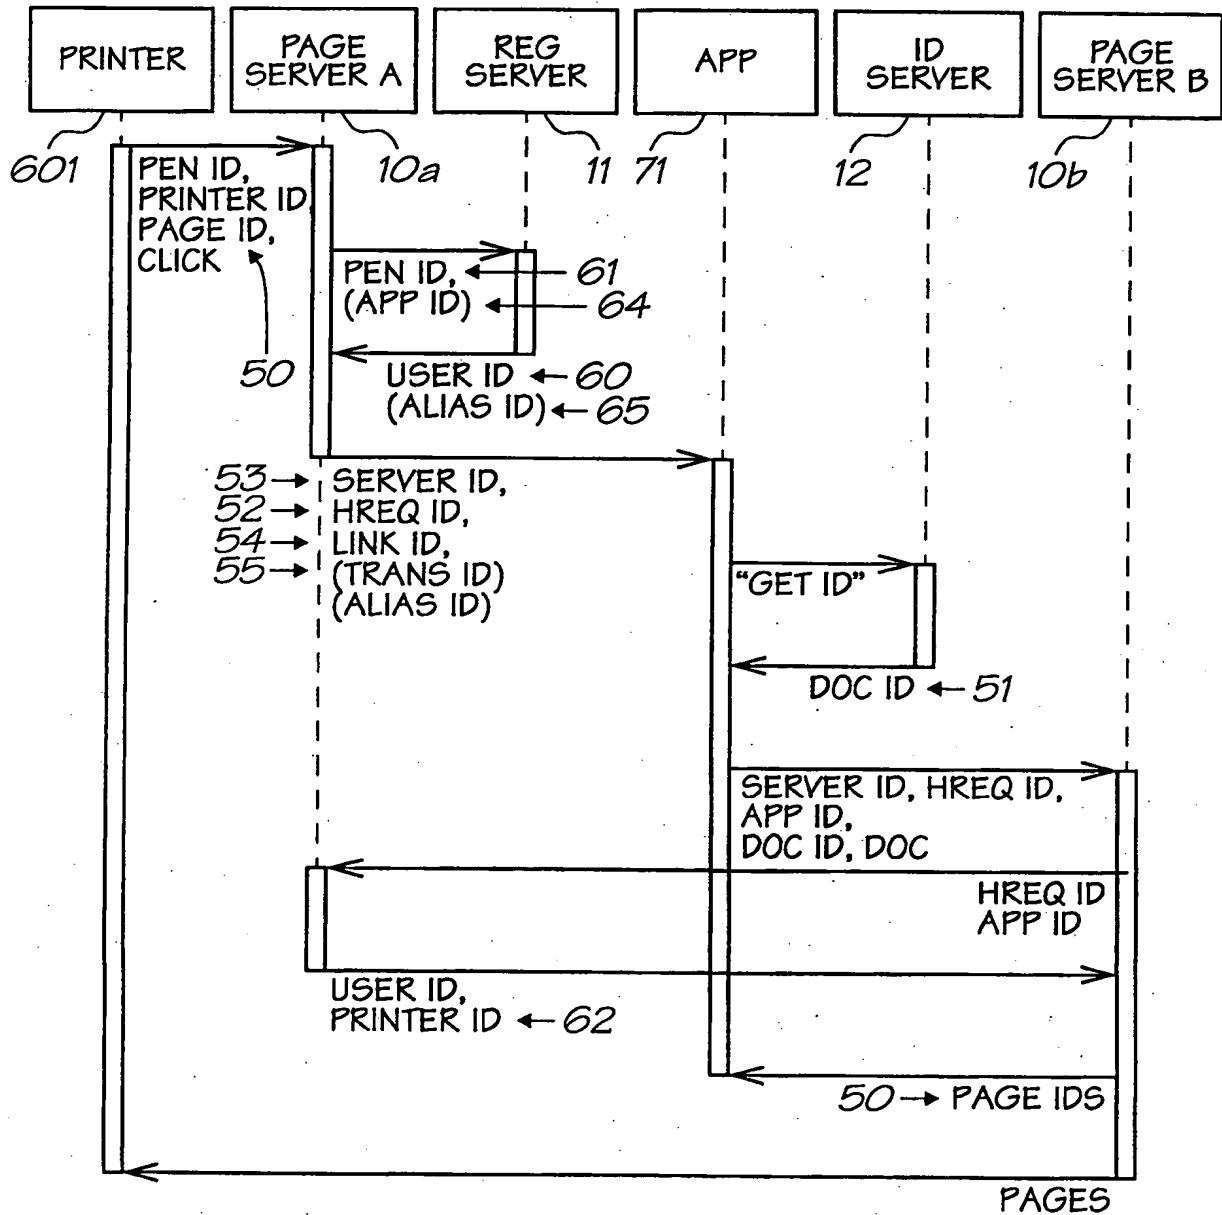 PRINTER
PAGE
SERVER A
REG
SERVER
APP
ID
SERVER
PAGE
SERVER B
601
10a
11
71
12
10b
PEN ID,
PRINTER ID,
PAGE ID,
CLICK
50
PEN ID,
61
(APP ID)
64
USER ID
60
(ALIAS ID)
65
53
SERVER ID,
52
HREQ ID,
54
LINK ID,
55
(TRANS ID)
(ALIAS ID)
"GET ID"
DOC ID
51
SERVER ID, HREQ ID,
APP ID,
DOC ID, DOC
HREQ ID
APP ID
USER ID,
PRINTER ID
62
50
PAGE IDS
PAGES